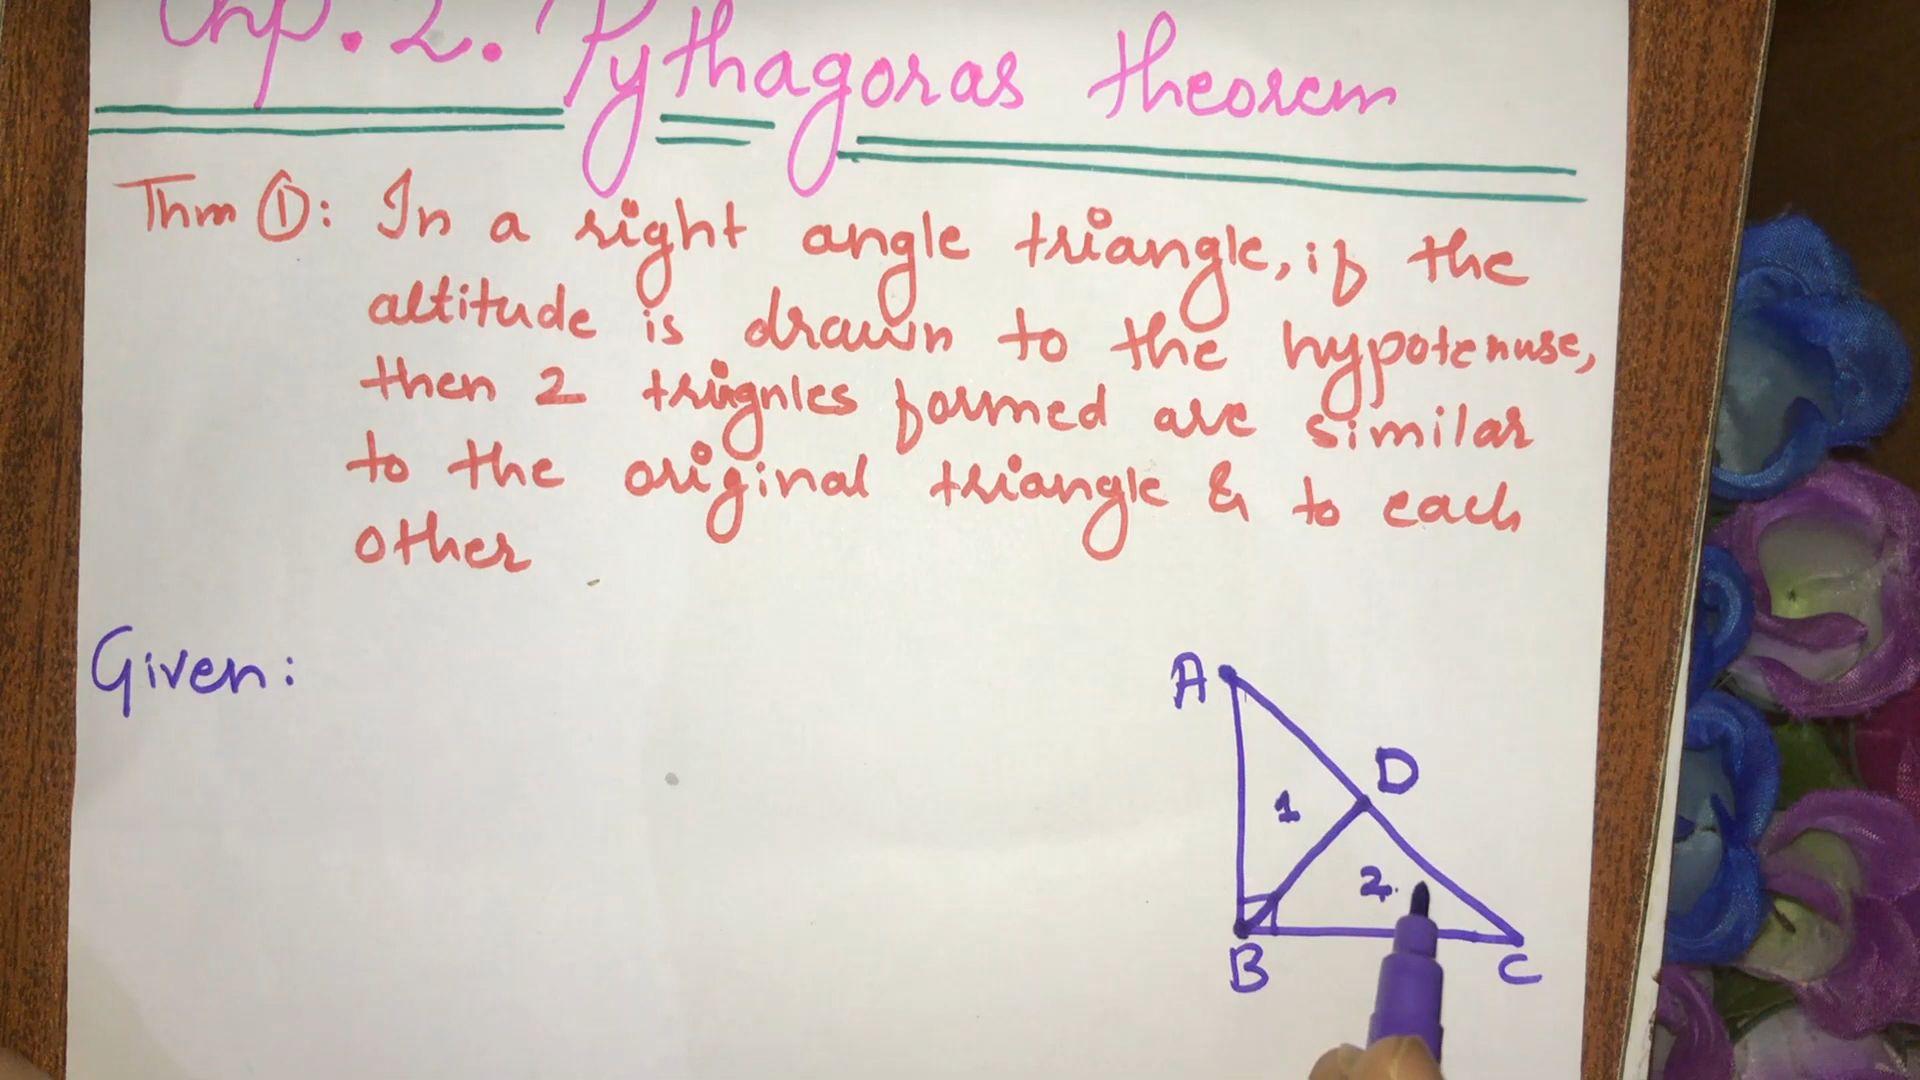 Chp. 2. Pythagoras theorem
Thm ①: In a right angle triangle, if the
altitude is drawn to the hypotenuse,
then 2 triangles formed are similar
to the original triangle & to each
other
Given:
A
D
1
2.
B
C